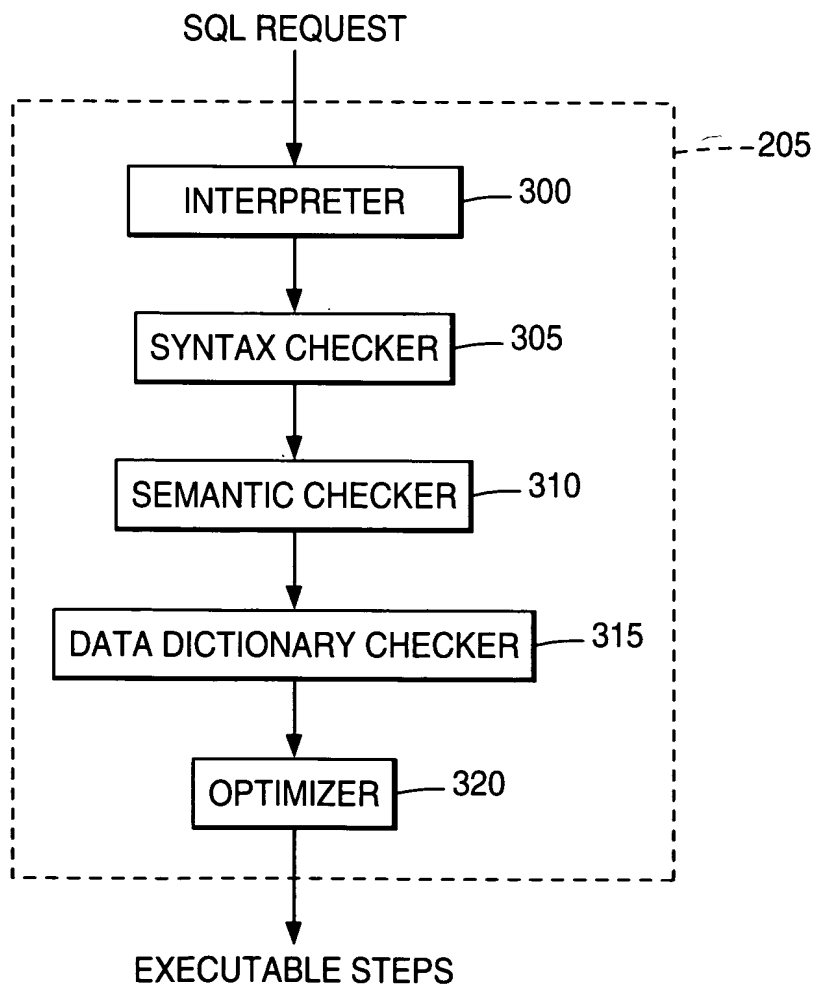 SQL REQUEST
205
INTERPRETER
300
SYNTAX CHECKER
305
SEMANTIC CHECKER
310
DATA DICTIONARY CHECKER
315
OPTIMIZER
320
EXECUTABLE STEPS